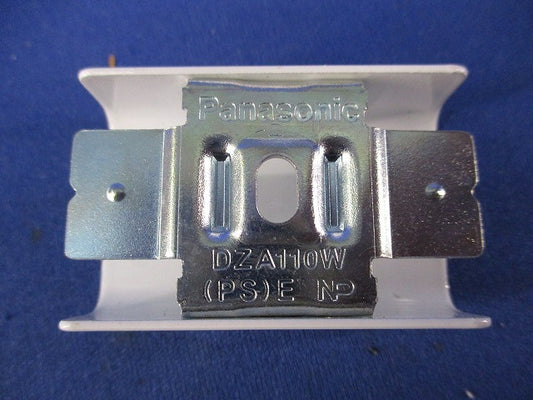 Panasonic
DZA110W
(PS)E NP